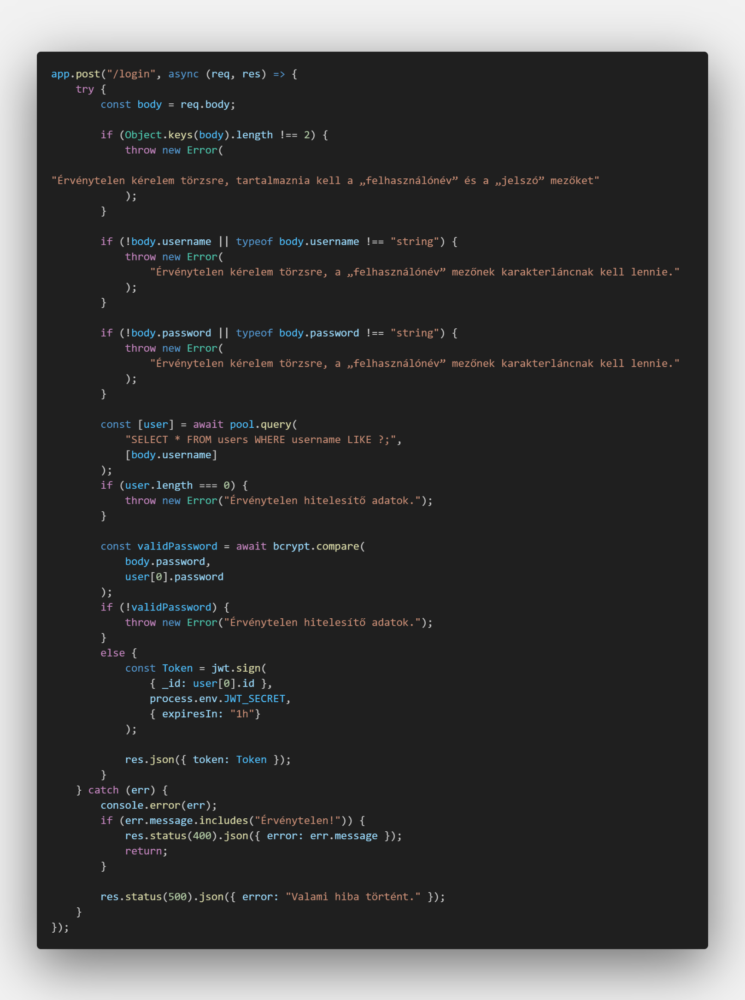 app.post("/login", async (req, res) => {
    try {
        const body = req.body;

        if (Object.keys(body).length !== 2) {
            throw new Error(

"Érvénytelen kérelem törzsre, tartalmaznia kell a „felhasználónév” és a „jelszó” mezőket"
            );
        }

        if (!body.username || typeof body.username !== "string") {
            throw new Error(
                "Érvénytelen kérelem törzsre, a „felhasználónév” mezőnek karakterláncnak kell lennie."
            );
        }

        if (!body.password || typeof body.password !== "string") {
            throw new Error(
                "Érvénytelen kérelem törzsre, a „felhasználónév” mezőnek karakterláncnak kell lennie."
            );
        }

        const [user] = await pool.query(
            "SELECT * FROM users WHERE username LIKE ?;",
            [body.username]
        );
        if (user.length === 0) {
            throw new Error("Érvénytelen hitelesítő adatok.");
        }

        const validPassword = await bcrypt.compare(
            body.password,
            user[0].password
        );
        if (!validPassword) {
            throw new Error("Érvénytelen hitelesítő adatok.");
        }
        else {
            const Token = jwt.sign(
                { _id: user[0].id },
                process.env.JWT_SECRET,
                { expiresIn: "1h"}
            );

            res.json({ token: Token });
        }
    } catch (err) {
        console.error(err);
        if (err.message.includes("Érvénytelen!")) {
            res.status(400).json({ error: err.message });
            return;
        }

        res.status(500).json({ error: "Valami hiba történt." });
    }
});